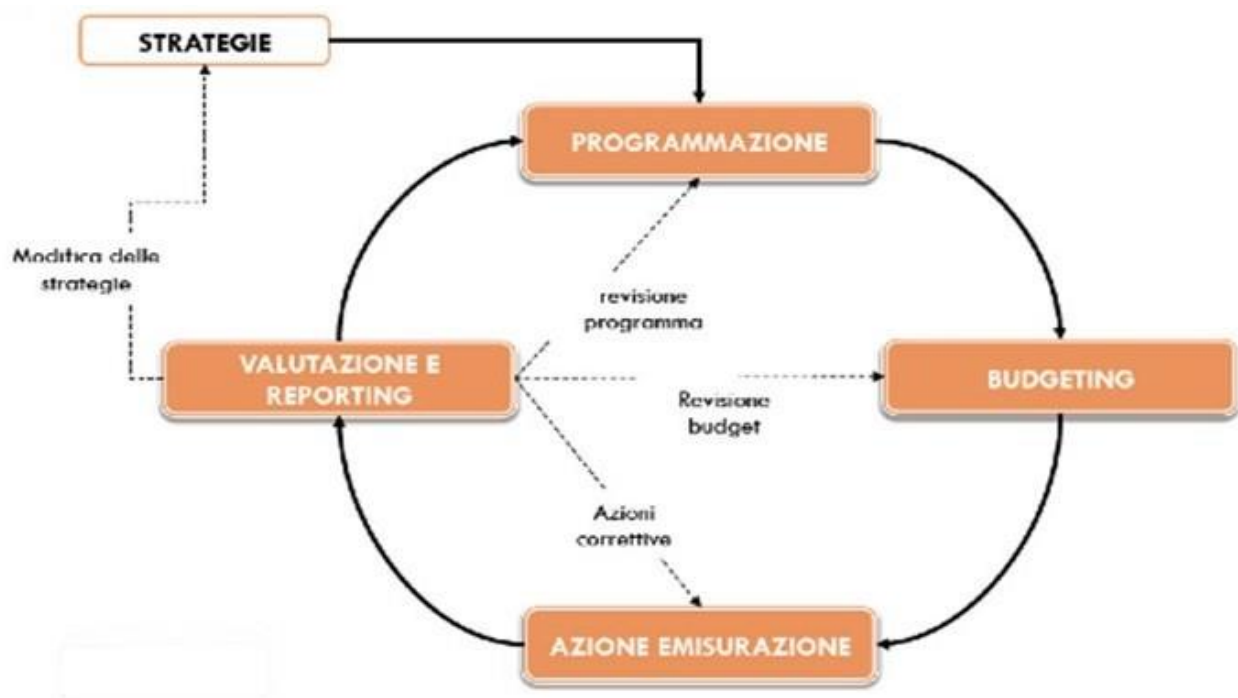 STRATEGIE
PROGRAMMAZIONE
Modifica delle
strategie
revisione
programma
VALUTAZIONE E
REPORTING
BUDGETING
Revisione
budget
Azioni
correttive
AZIONE EMISURAZIONE